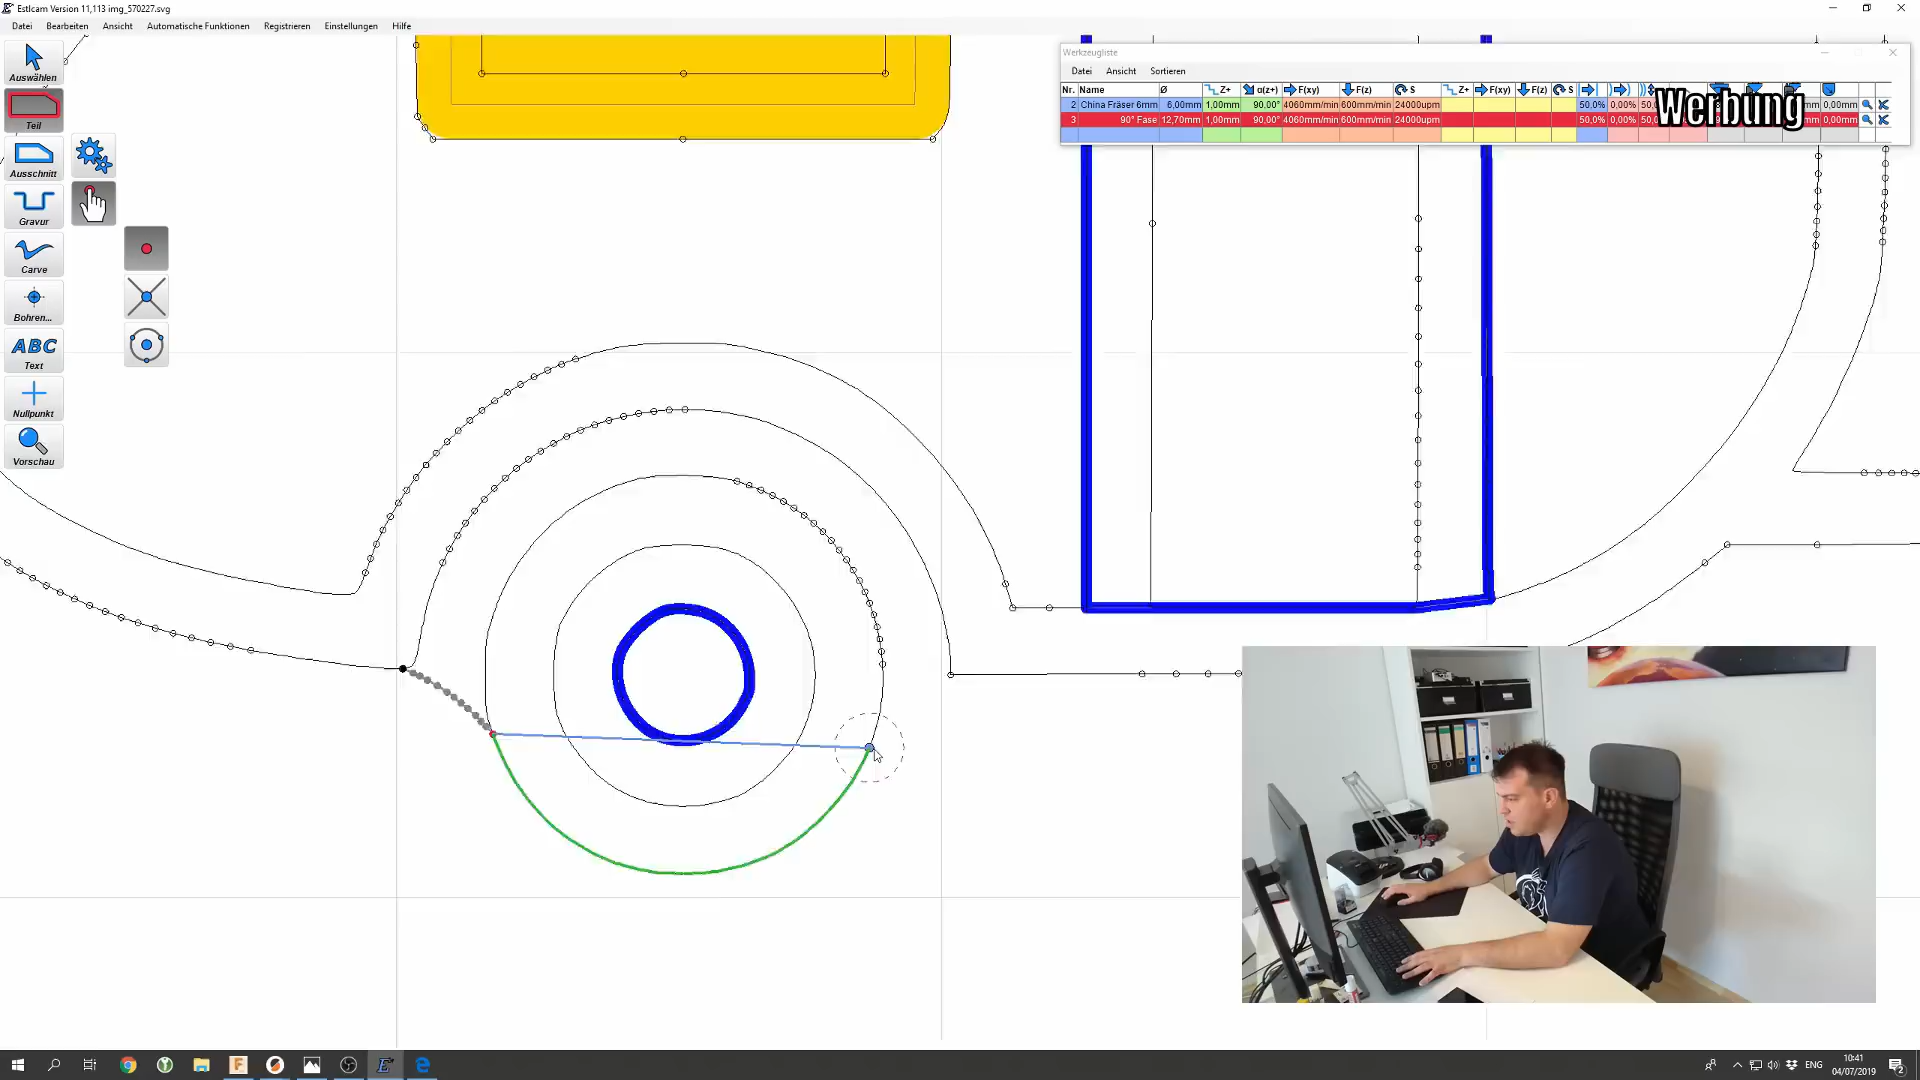 Estlcam Version 11,113 img_570227.svg
Datei Bearbeiten Ansicht Automatische Funktionen Registrieren Einstellungen Hilfe
Auswählen
Teil
Ausschnitt
Gravur
Carve
Bohren...
ABC
Text
Nullpunkt
Vorschau
Werkzeugliste
Datei Ansicht Sortieren
Nr. Name Ø Z+ α(z+) F(xy) F(z) S Z+ F(xy) F(z) S
2 China Fräser 6mm 6,00mm 1,00mm 90,00° 4060mm/min 600mm/min 24000upm 50,0% 0,00% 0,00mm
3 90° Fase 12,70mm 1,00mm 90,00° 4060mm/min 600mm/min 24000upm 50,0% 0,00% 0,00mm
Werbung
ENG
10:41
04/07/2019